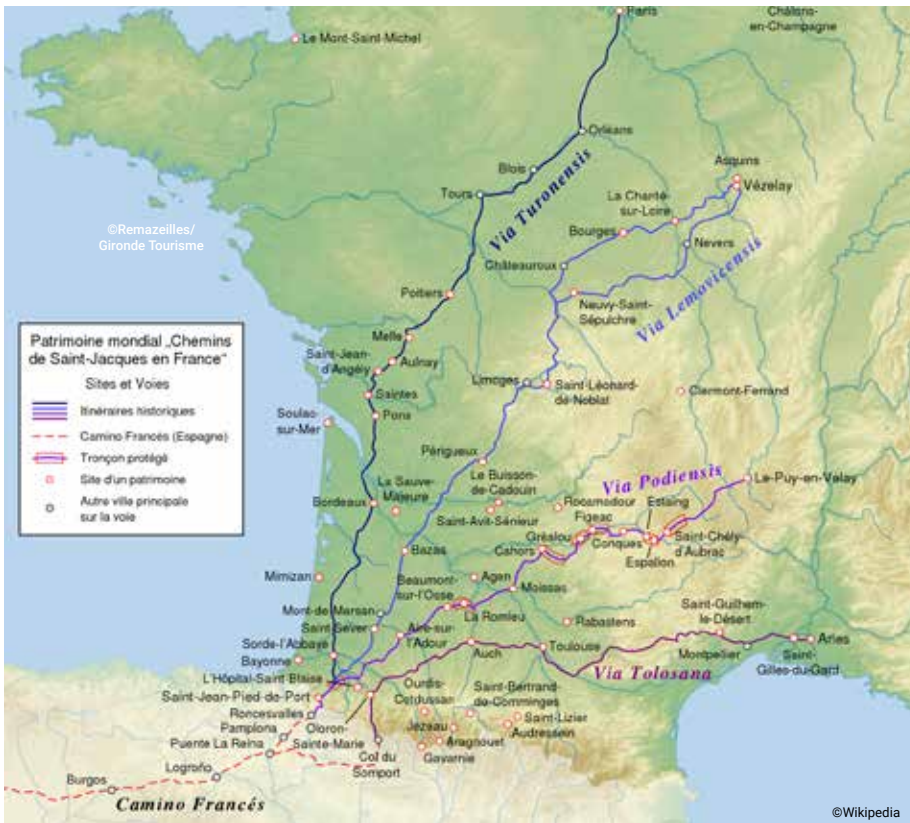 Paris
Châlons-
en-Champagne
Le Mont-Saint-Michel
Orléans
Blois
Tours
Via Turonensis
Asquins
Vézelay
La Charité-
sur-Loire
Bourges
Nevers
Châteauroux
Via Lemovicensis
©Remazeilles/
Gironde Tourisme
Poitiers
Neuvy-Saint-
Sépulchre
Melle
Aulnay
Saint-Jean-
d'Angély
Saintes
Pons
Limoges
Saint-Léonard-
de-Noblat
Clermont-Ferrand
Patrimoine mondial „Chemins
de Saint-Jacques en France“
Sites et Voies
Itinéraires historiques
Camino Francés (Espagne)
Tronçon protégé
Site d'un patrimoine
Autre ville principale
sur la voie
Soulac-
sur-Mer
Périgueux
La Sauve-
Majeure
Bordeaux
Le Buisson-
de-Cadouin
Saint-Avit-Sénieur
Via Podiensis
Le-Puy-en-Velay
Rocamadour
Estaing
Figeac
Gréalou
Conques
Saint-Chély-
d'Aubrac
Espalion
Cahors
Bazas
Mimizan
Agen
Moissac
Beaumont-
sur-l'Osse
La Romieu
Mont-de-Marsan
Saint-Sever
Aire-sur-
l'Adour
Rabastens
Saint-Guilhem-
le-Désert
Sorde-l'Abbaye
Bayonne
Auch
Toulouse
Montpellier
Arles
Saint-
Gilles-du-Gard
Via Tolosana
L'Hôpital-Saint-Blaise
Saint-Jean-Pied-de-Port
Roncesvalles
Pamplona
Puente La Reina
Oloron-
Sainte-Marie
Ourdis-
Cotdussan
Saint-Bertrand-
de-Comminges
Saint-Lizier
Audressein
Jézeau
Aragnouet
Gavarnie
Col du
Somport
Logroño
Burgos
Camino Francés
©Wikipedia